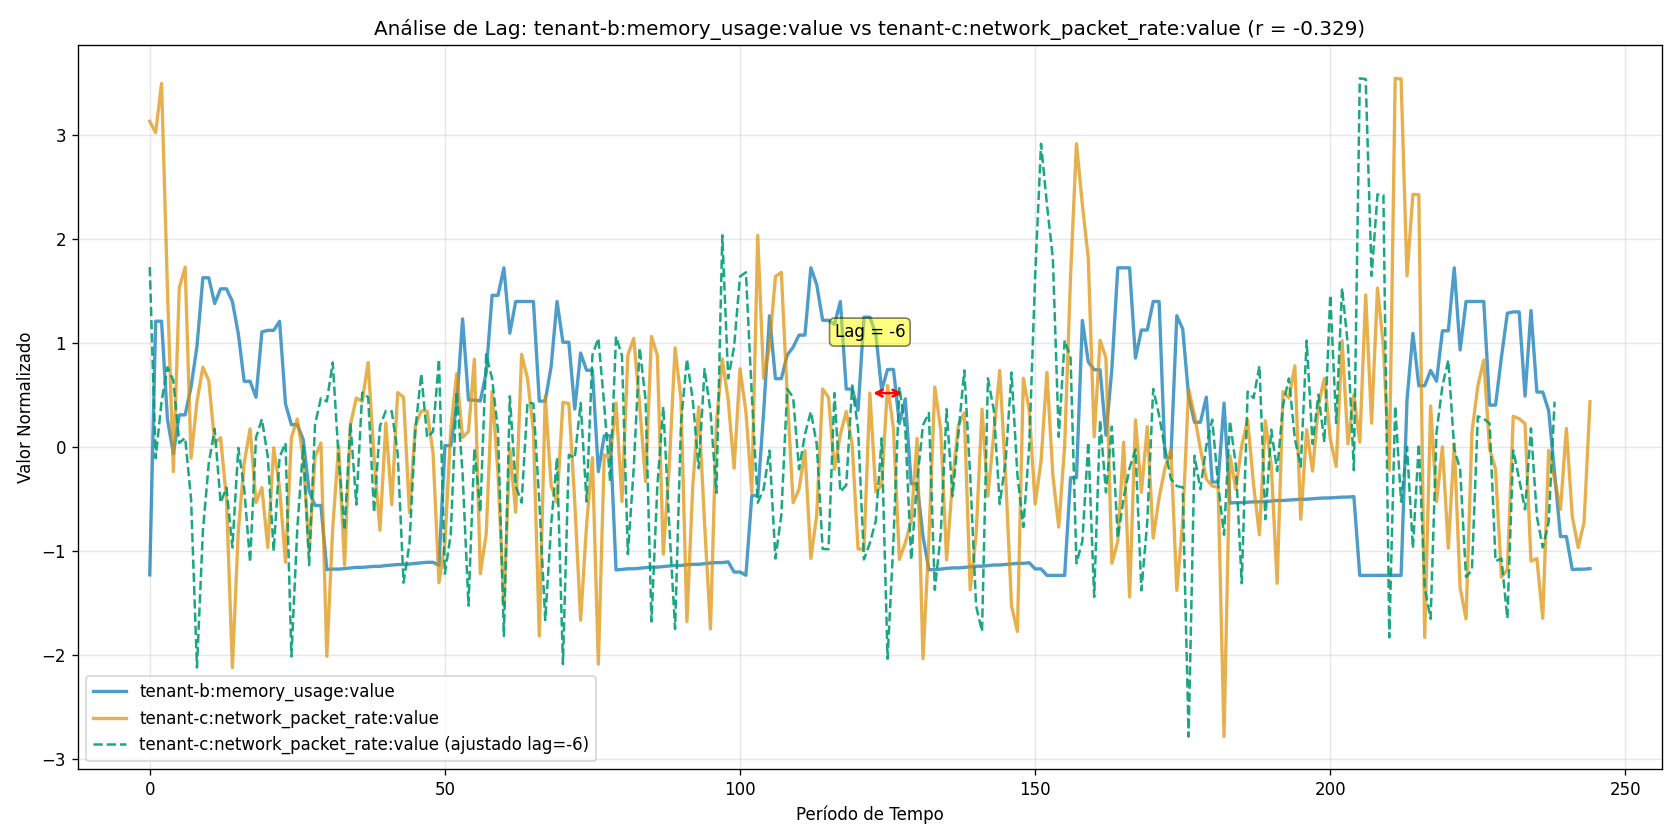 Análise de Lag: tenant-b:memory_usage:value vs tenant-c:network_packet_rate:value (r = -0.329)
Valor Normalizado
3
2
1
0
−1
−2
−3
Lag = -6
tenant-b:memory_usage:value
tenant-c:network_packet_rate:value
tenant-c:network_packet_rate:value (ajustado lag=-6)
0 50 100 150 200 250
Período de Tempo